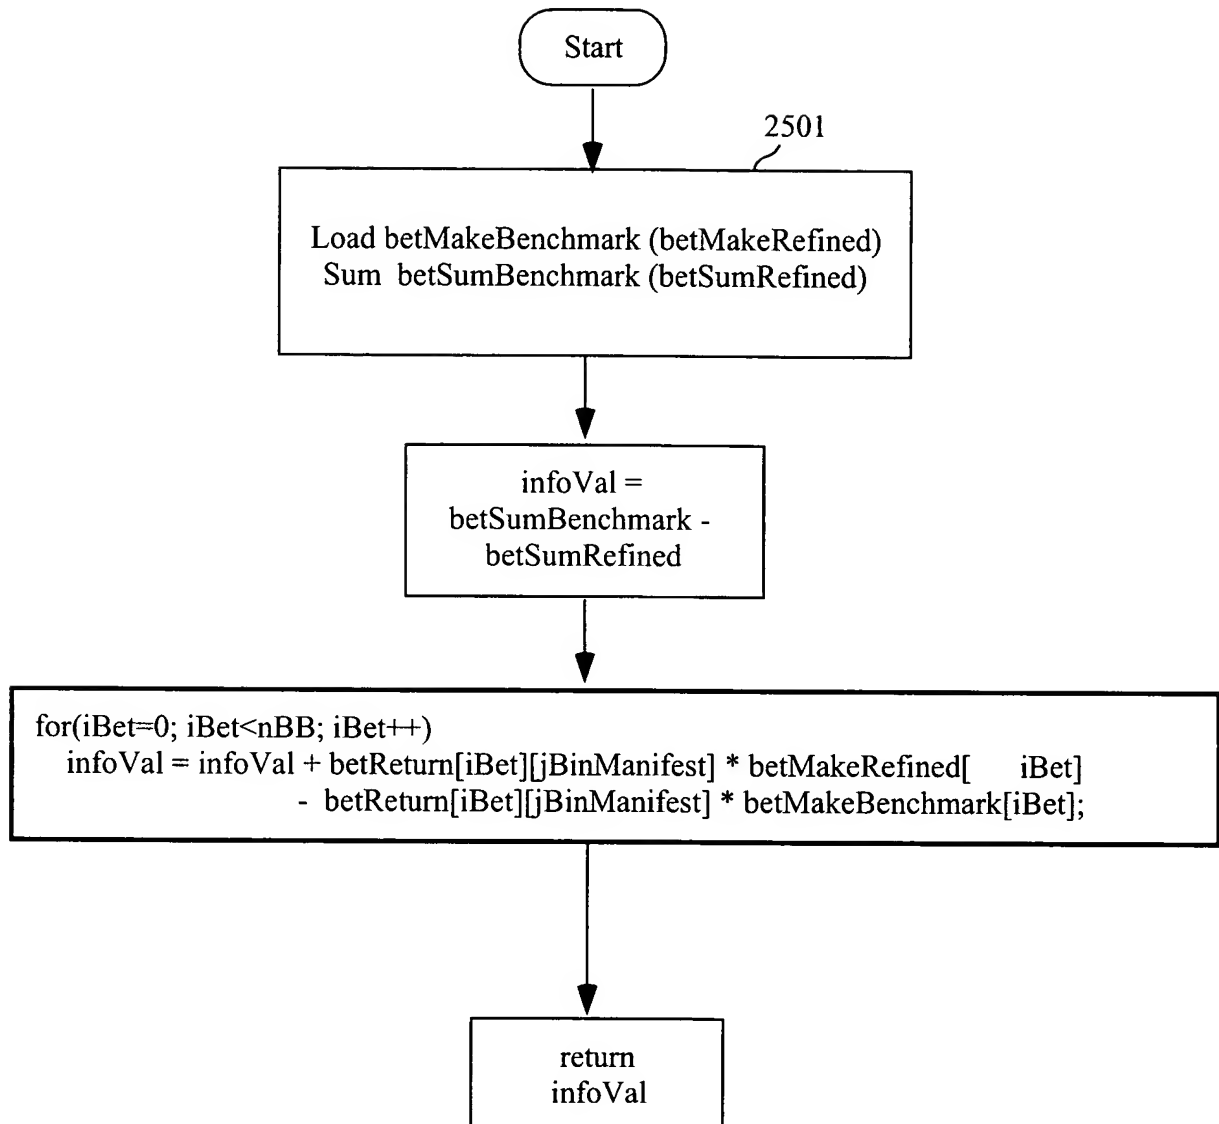 Start
2501
Load betMakeBenchmark (betMakeRefined)
Sum betSumBenchmark (betSumRefined)
infoVal =
betSumBenchmark -
betSumRefined
for(iBet=0; iBet<nBB; iBet++)
infoVal = infoVal + betReturn[iBet][jBinManifest] * betMakeRefined[ iBet]
- betReturn[iBet][jBinManifest] * betMakeBenchmark[iBet];
return
infoVal